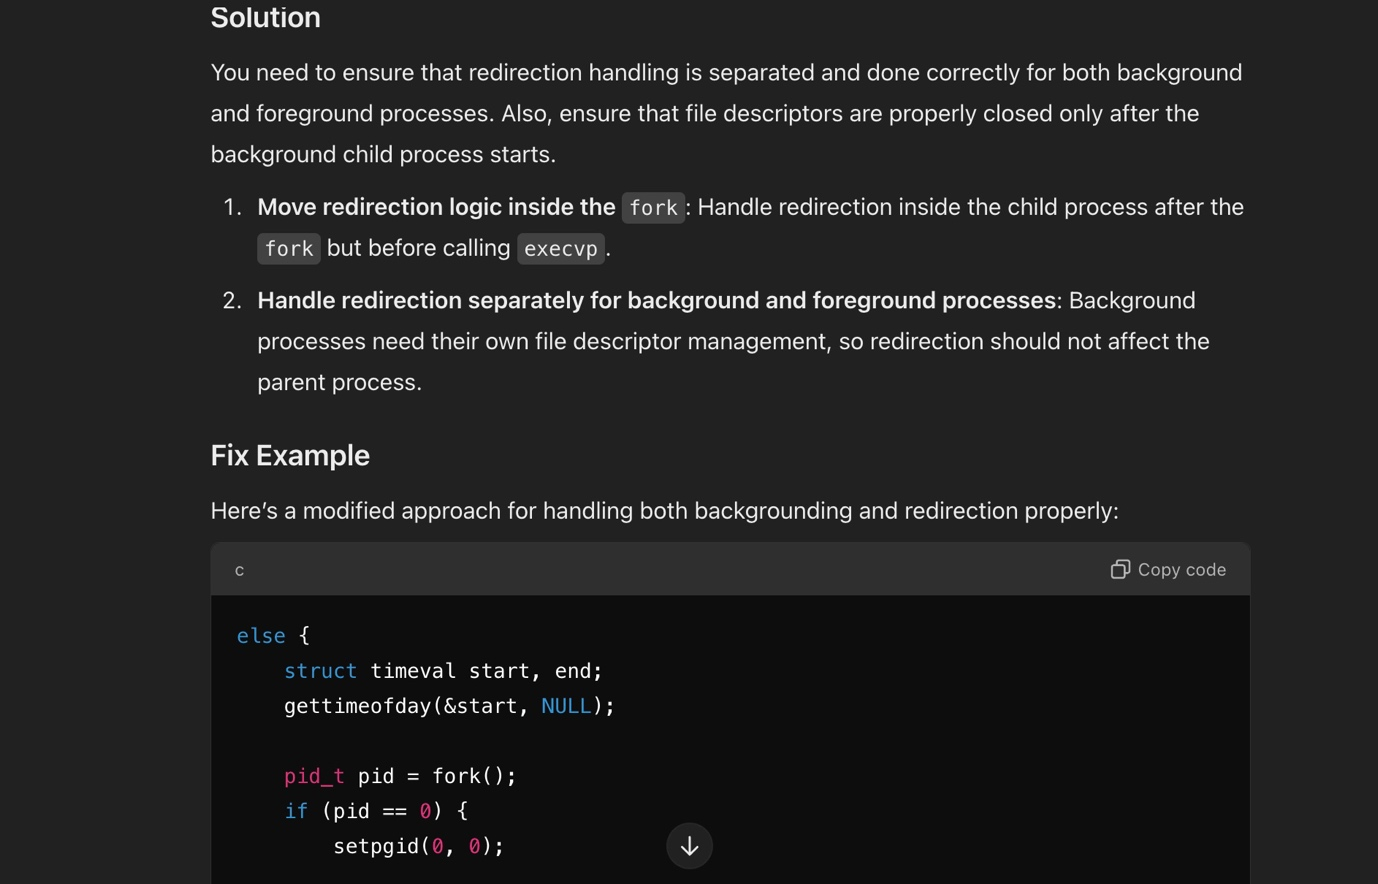 Solution
You need to ensure that redirection handling is separated and done correctly for both background
and foreground processes. Also, ensure that file descriptors are properly closed only after the
background child process starts.
1. Move redirection logic inside the fork: Handle redirection inside the child process after the
fork but before calling execvp.
2. Handle redirection separately for background and foreground processes: Background
processes need their own file descriptor management, so redirection should not affect the
parent process.
Fix Example
Here’s a modified approach for handling both backgrounding and redirection properly:
c Copy code
else {
    struct timeval start, end;
    gettimeofday(&start, NULL);
    pid_t pid = fork();
    if (pid == 0) {
        setpgid(0, 0);